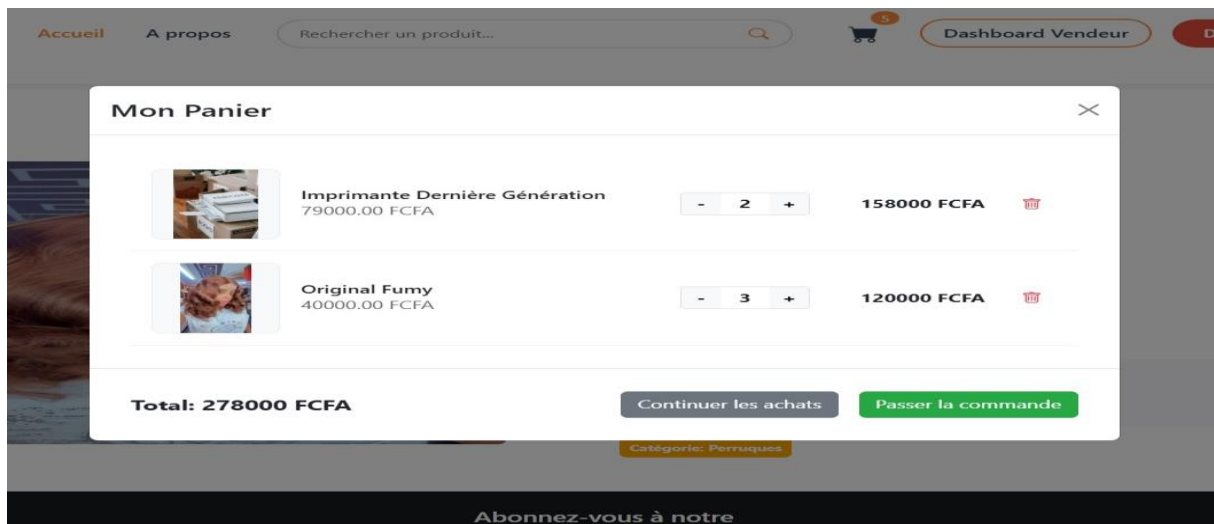 Accueil A propos Rechercher un produit... 5 Dashboard Vendeur D
Mon Panier
Imprimante Dernière Génération
79000.00 FCFA
- 2 + 158000 FCFA
Original Fumy
40000.00 FCFA
- 3 + 120000 FCFA
Total: 278000 FCFA Continuer les achats Passer la commande
Catégorie: Perruques
Abonnez-vous à notre